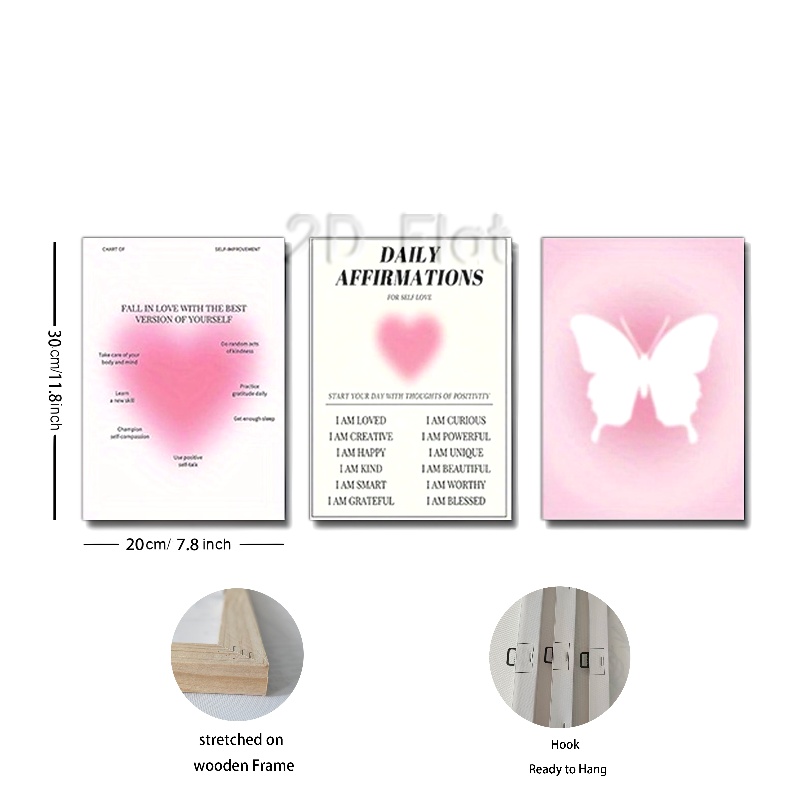 2D Flat
CHART OF
SELF-IMPROVEMENT
FALL IN LOVE WITH THE BEST
VERSION OF YOURSELF
Take care of your
body and mind
Do random acts
of kindness
Learn
a new skill
Practice
gratitude daily
Get enough sleep
Champion
self-compassion
Use positive
self-talk
DAILY
AFFIRMATIONS
FOR SELF LOVE
START YOUR DAY WITH THOUGHTS OF POSITIVITY
I AM LOVED
I AM CREATIVE
I AM HAPPY
I AM KIND
I AM SMART
I AM GRATEFUL
I AM CURIOUS
I AM POWERFUL
I AM UNIQUE
I AM BEAUTIFUL
I AM WORTHY
I AM BLESSED
30cm/11.8inch
20cm/ 7.8 inch
stretched on
wooden Frame
Hook
Ready to Hang